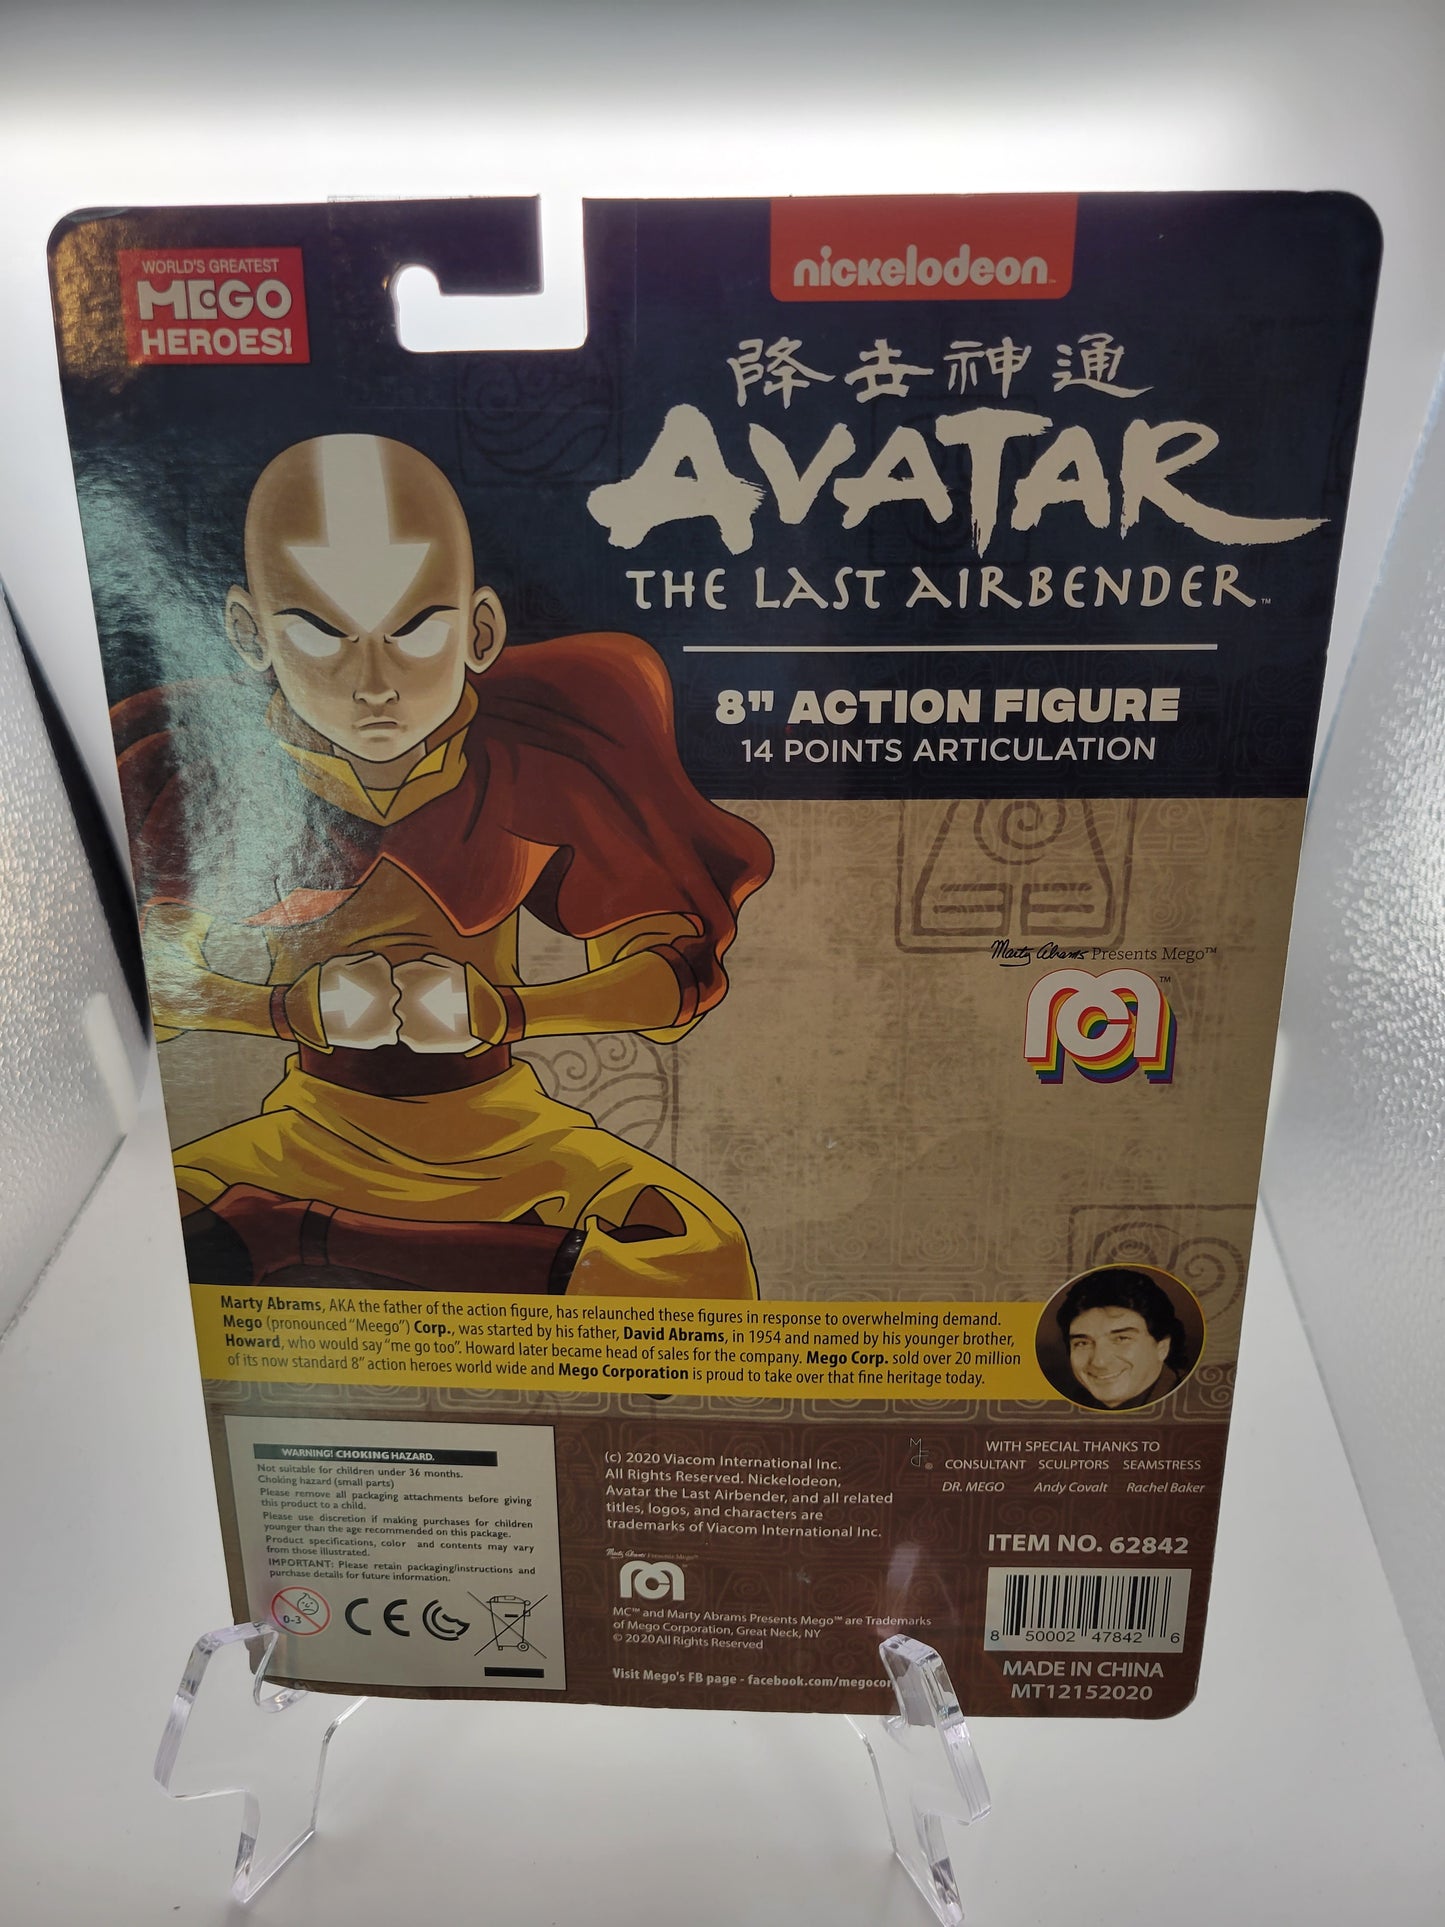 WORLD'S GREATEST
MEGO
HEROES!
nickelodeon
降世神通
AVATAR
THE LAST AIRBENDER™
8" ACTION FIGURE
14 POINTS ARTICULATION
Marty Abrams Presents Mego™
Marty Abrams, AKA the father of the action figure, has relaunched these figures in response to overwhelming demand.
Mego (pronounced "Meego") Corp., was started by his father, David Abrams, in 1954 and named by his younger brother,
Howard, who would say "me go too". Howard later became head of sales for the company. Mego Corp. sold over 20 million
of its now standard 8" action heroes world wide and Mego Corporation is proud to take over that fine heritage today.
WARNING! CHOKING HAZARD.
Not suitable for children under 36 months.
Choking hazard (small parts)
Please remove all packaging attachments before giving
this product to a child.
Please use discretion if making purchases for children
younger than the age recommended on this package.
Product specifications, color and contents may vary
from those illustrated.
IMPORTANT: Please retain packaging/instructions and
purchase details for future information.
0-3
CE
(c) 2020 Viacom International Inc.
All Rights Reserved. Nickelodeon,
Avatar the Last Airbender, and all related
titles, logos, and characters are
trademarks of Viacom International Inc.
Marty Abrams Presents Mego™
MC™ and Marty Abrams Presents Mego™ are Trademarks
of Mego Corporation, Great Neck, NY
© 2020 All Rights Reserved
Visit Mego's FB page - facebook.com/megocor
WITH SPECIAL THANKS TO
CONSULTANT SCULPTORS SEAMSTRESS
DR. MEGO Andy Covalt Rachel Baker
ITEM NO. 62842
8 50002 47842 6
MADE IN CHINA
MT12152020